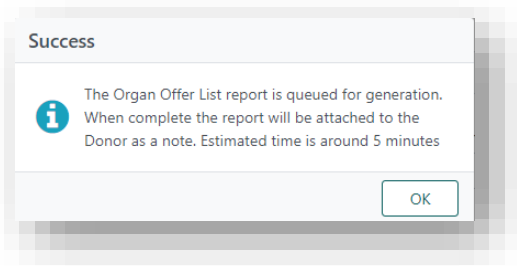 Success
The Organ Offer List report is queued for generation.
When complete the report will be attached to the
Donor as a note. Estimated time is around 5 minutes
OK